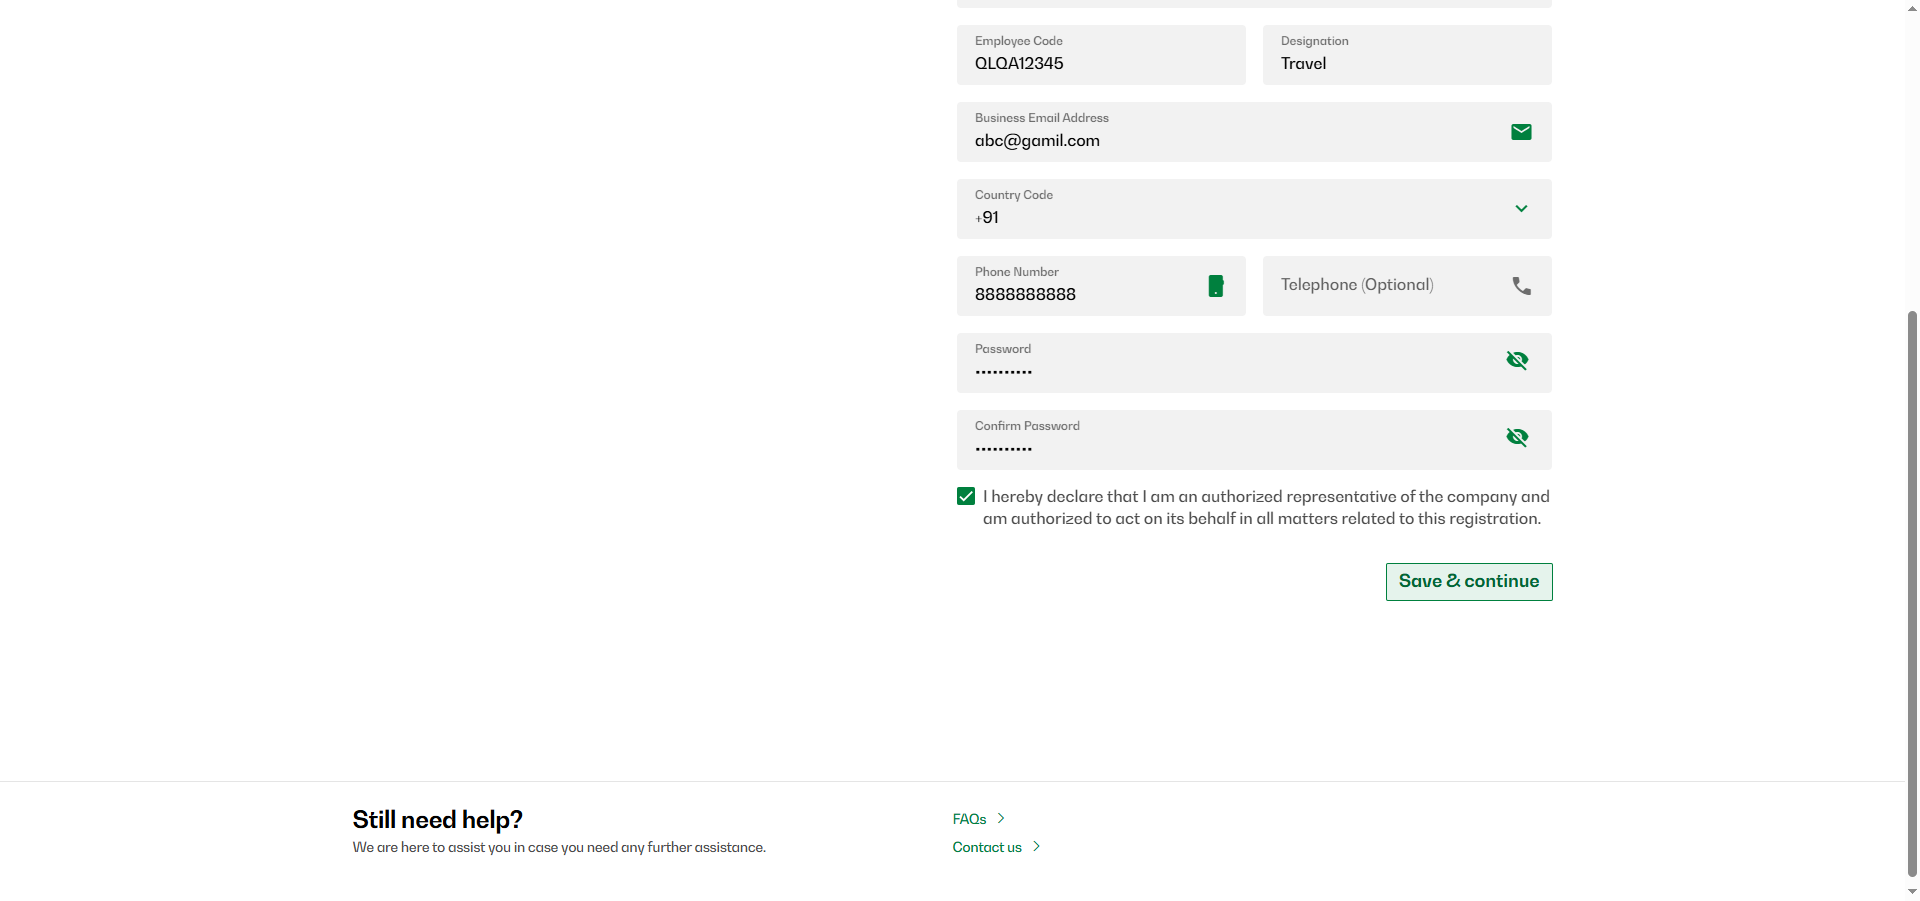 Employee Code
QLQA12345
Designation
Travel
Business Email Address
abc@gamil.com
Country Code
+91
Phone Number
8888888888
Telephone (Optional)
Password
••••••••••
Confirm Password
••••••••••
I hereby declare that I am an authorized representative of the company and
am authorized to act on its behalf in all matters related to this registration.
Save & continue
Still need help?
We are here to assist you in case you need any further assistance.
FAQs
Contact us